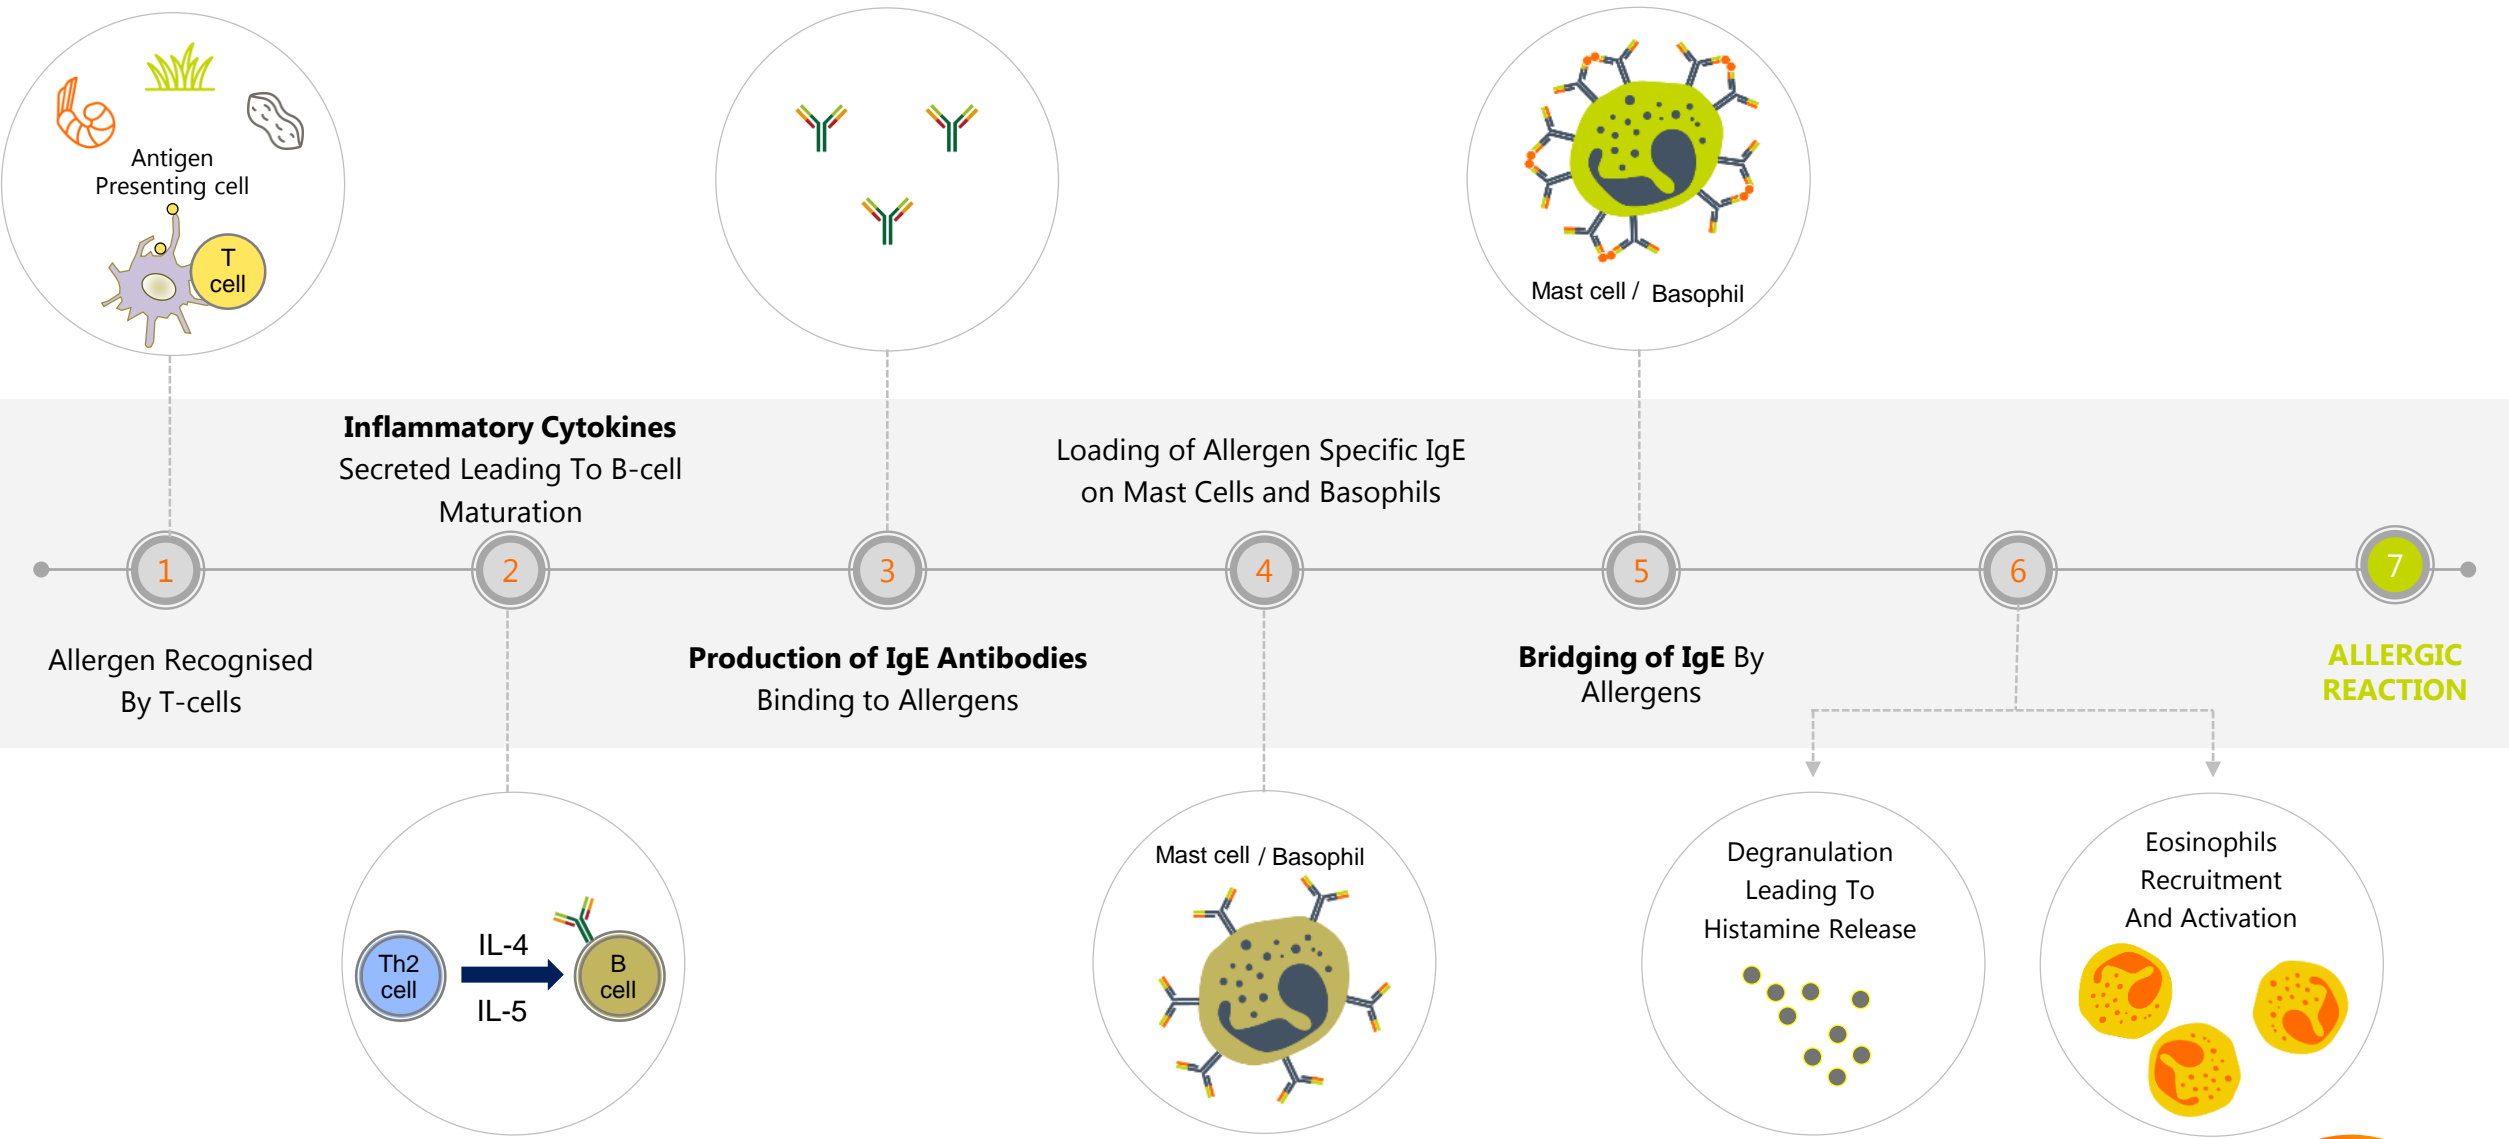 Antigen
Presenting cell
T
cell
Mast cell / Basophil
Inflammatory Cytokines
Secreted Leading To B-cell
Maturation
Loading of Allergen Specific IgE
on Mast Cells and Basophils
1
2
3
4
5
6
7
Allergen Recognised
By T-cells
Production of IgE Antibodies
Binding to Allergens
Bridging of IgE By
Allergens
ALLERGIC
REACTION
Th2
cell
IL-4
IL-5
B
cell
Mast cell / Basophil
Degranulation
Leading To
Histamine Release
Eosinophils
Recruitment
And Activation